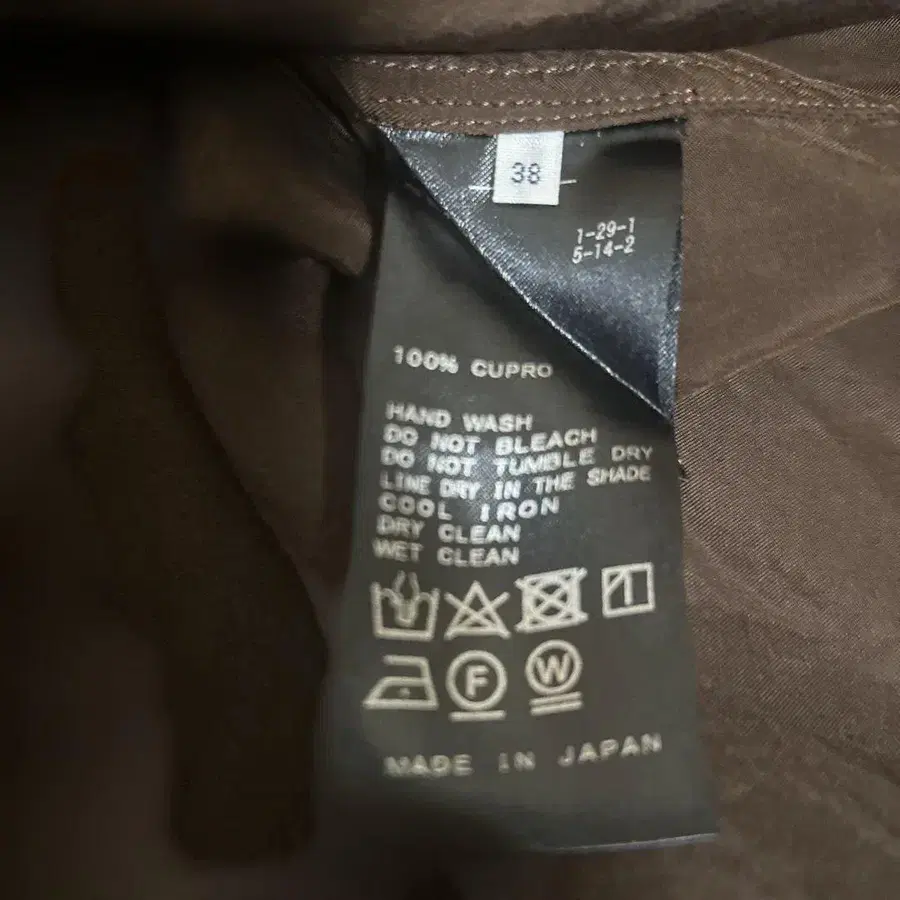 38
1-29-1
5-14-2
100% CUPRO
HAND WASH
DO NOT BLEACH
DO NOT TUMBLE DRY
LINE DRY IN THE SHADE
COOL IRON
DRY CLEAN
WET CLEAN
F W
MADE IN JAPAN